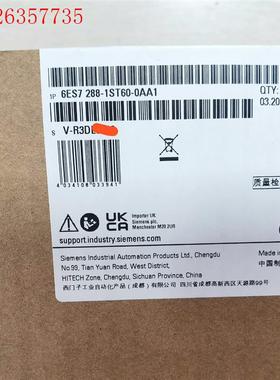 26357735
1P 6ES7 288-1ST60-0AA1
QTY:
03.20
S V-R3D
4034108033941
质量检
UK CA
Importer UK
Siemens plc,
Manchester M20 2UR
support.industry.siemens.com
Siemens Industrial Automation Products Ltd., Chengdu
No.99, Tian Yuan Road, West District,
HITECH Zone, Chengdu, Sichuan Province, China
西门子工业自动化产品（成都）有限公司 四川省成都高新西区天源路99号
Made
中国制